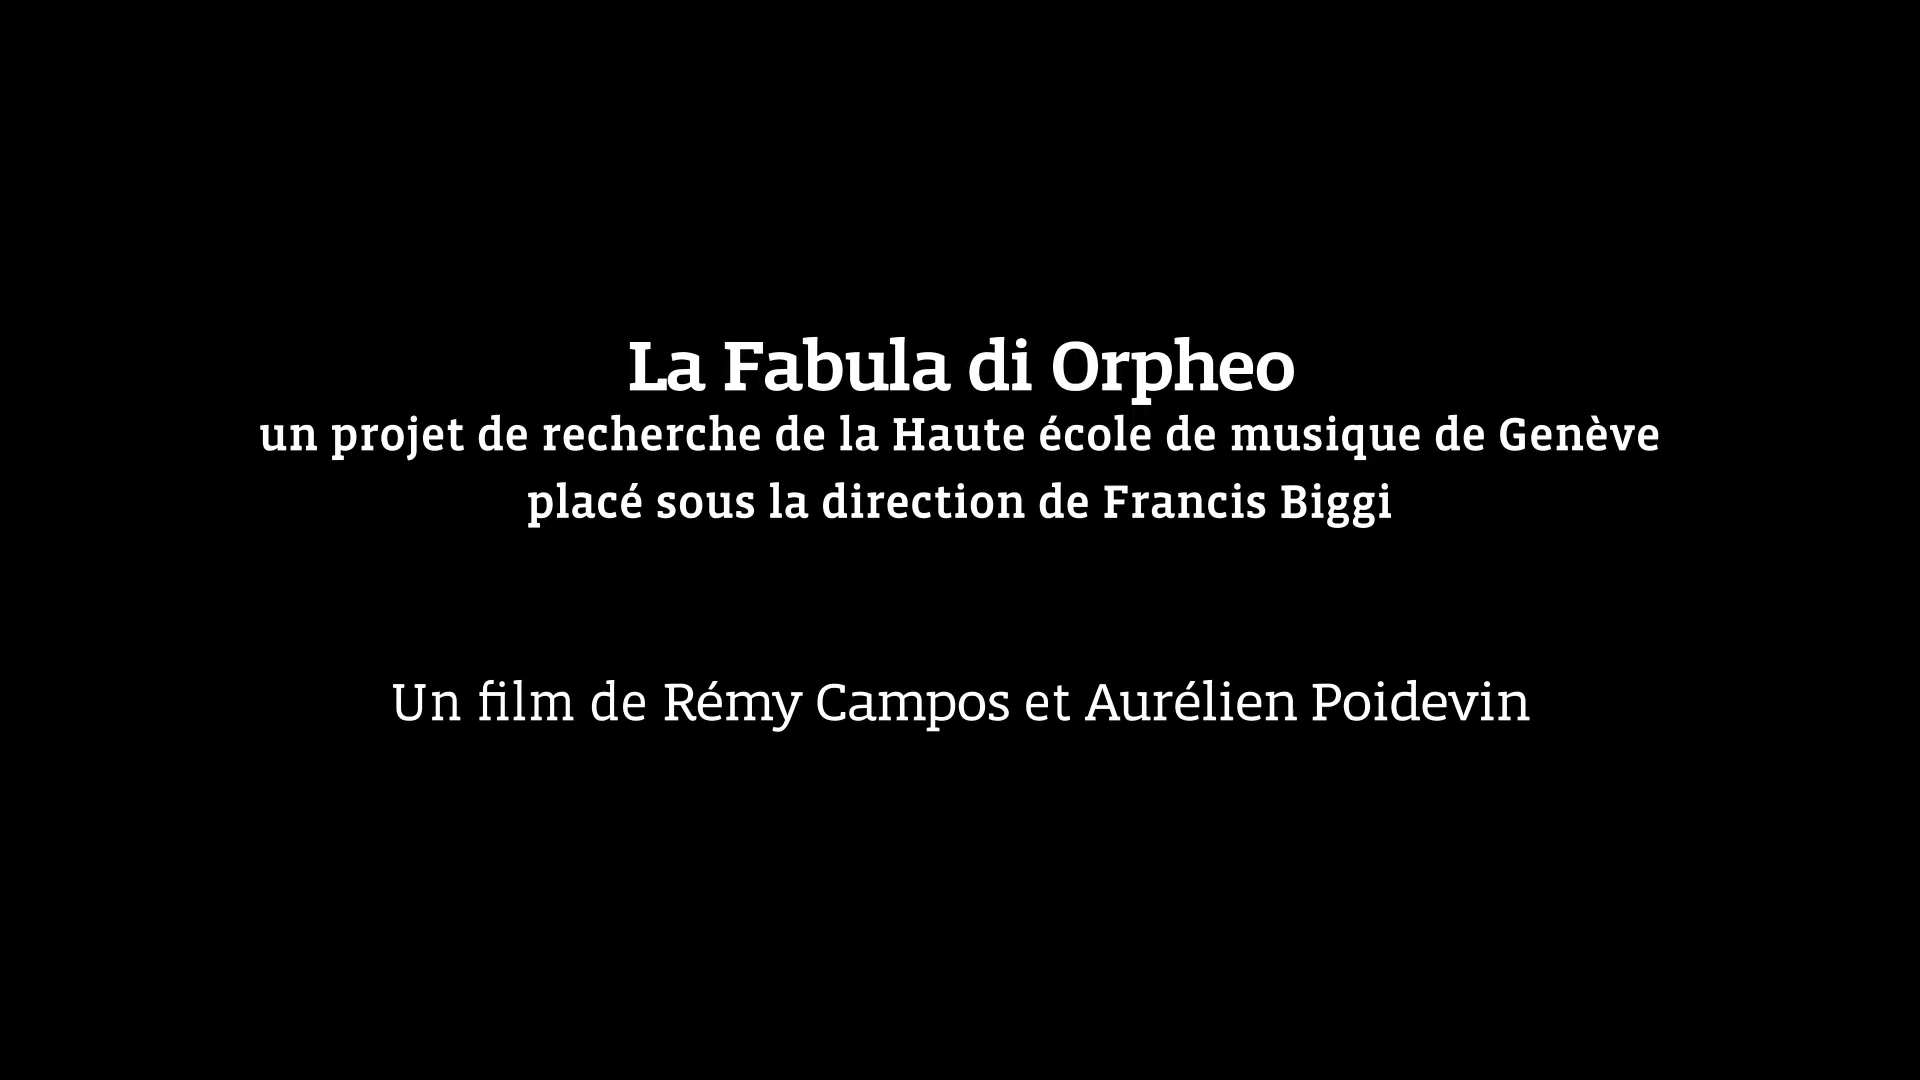 La Fabula di Orpheo
un projet de recherche de la Haute école de musique de Genève
placé sous la direction de Francis Biggi
Un film de Rémy Campos et Aurélien Poidevin